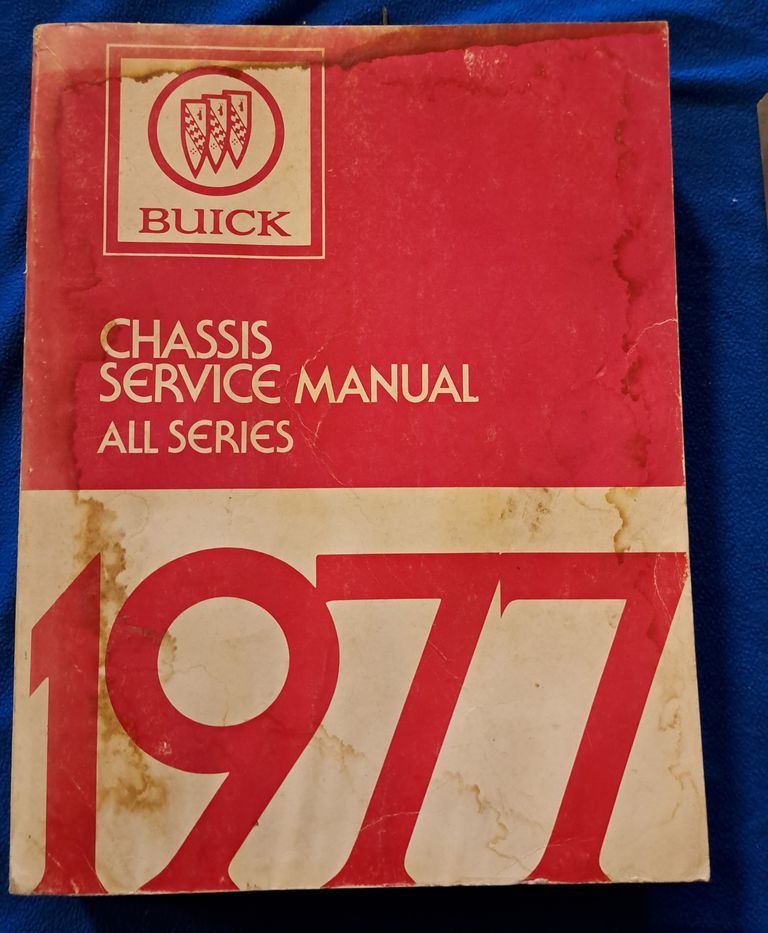 BUICK
CHASSIS
SERVICE MANUAL
ALL SERIES
1977